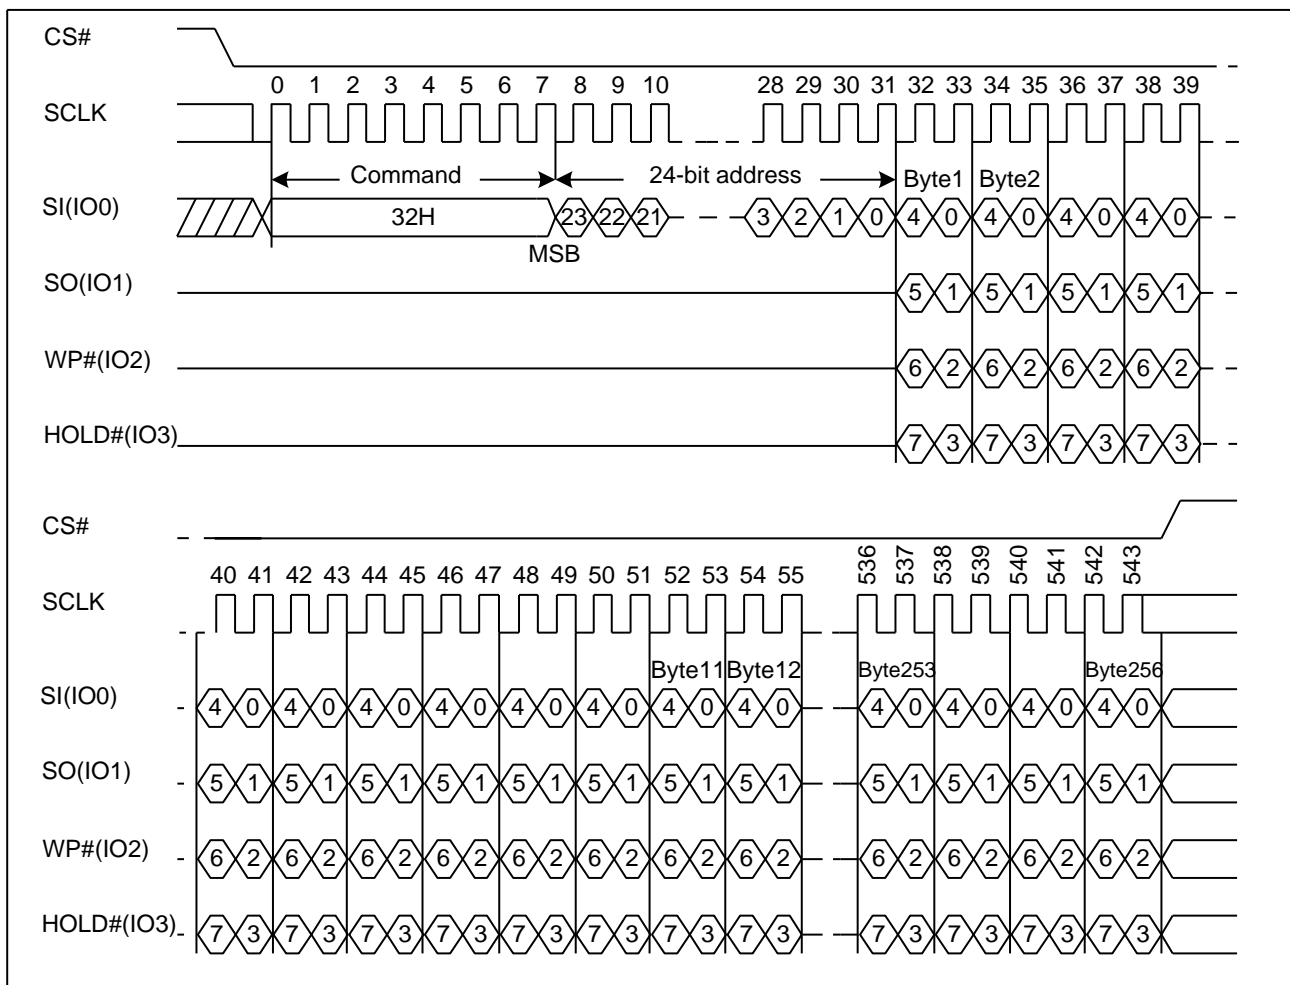 CS#
0 1 2 3 4 5 6 7 8 9 10 28 29 30 31 32 33 34 35 36 37 38 39
SCLK
Command 24-bit address Byte1 Byte2
SI(IO0) 32H 23 22 21 3 2 1 0 4 0 4 0 4 0 4 0
MSB
SO(IO1) 5 1 5 1 5 1 5 1
WP#(IO2) 6 2 6 2 6 2 6 2
HOLD#(IO3) 7 3 7 3 7 3 7 3
CS#
40 41 42 43 44 45 46 47 48 49 50 51 52 53 54 55 536 537 538 539 540 541 542 543
SCLK
Byte11 Byte12 Byte253 Byte256
SI(IO0) 4 0 4 0 4 0 4 0 4 0 4 0 4 0 4 0 4 0 4 0 4 0 4 0
SO(IO1) 5 1 5 1 5 1 5 1 5 1 5 1 5 1 5 1 5 1 5 1 5 1 5 1
WP#(IO2) 6 2 6 2 6 2 6 2 6 2 6 2 6 2 6 2 6 2 6 2 6 2 6 2
HOLD#(IO3) 7 3 7 3 7 3 7 3 7 3 7 3 7 3 7 3 7 3 7 3 7 3 7 3